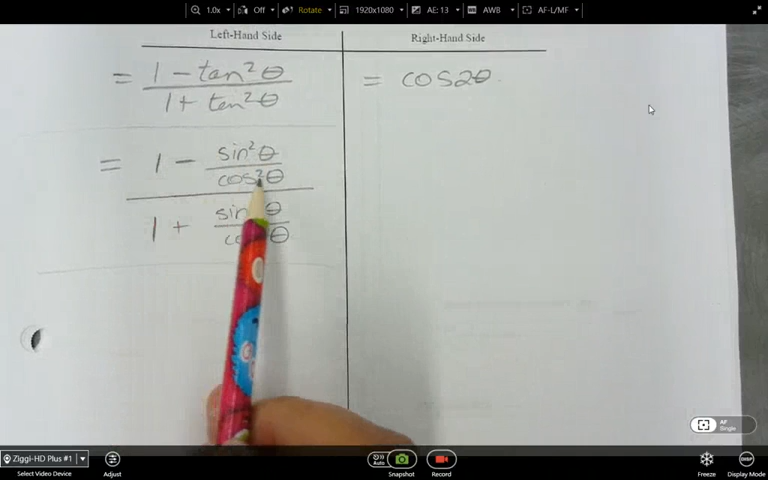 1.0x Off Rotate 1920x1080 AE: 13 AWB AF-L/MF
Left-Hand Side Right-Hand Side
= 1 - tan²θ = cos2θ
1 + tan²θ
= 1 - sin²θ
cos²θ
1 + sin θ
θ
AF
Single
Ziggi-HD Plus #1 Auto
Select Video Device Adjust Snapshot Record Freeze Display Mode
DISP